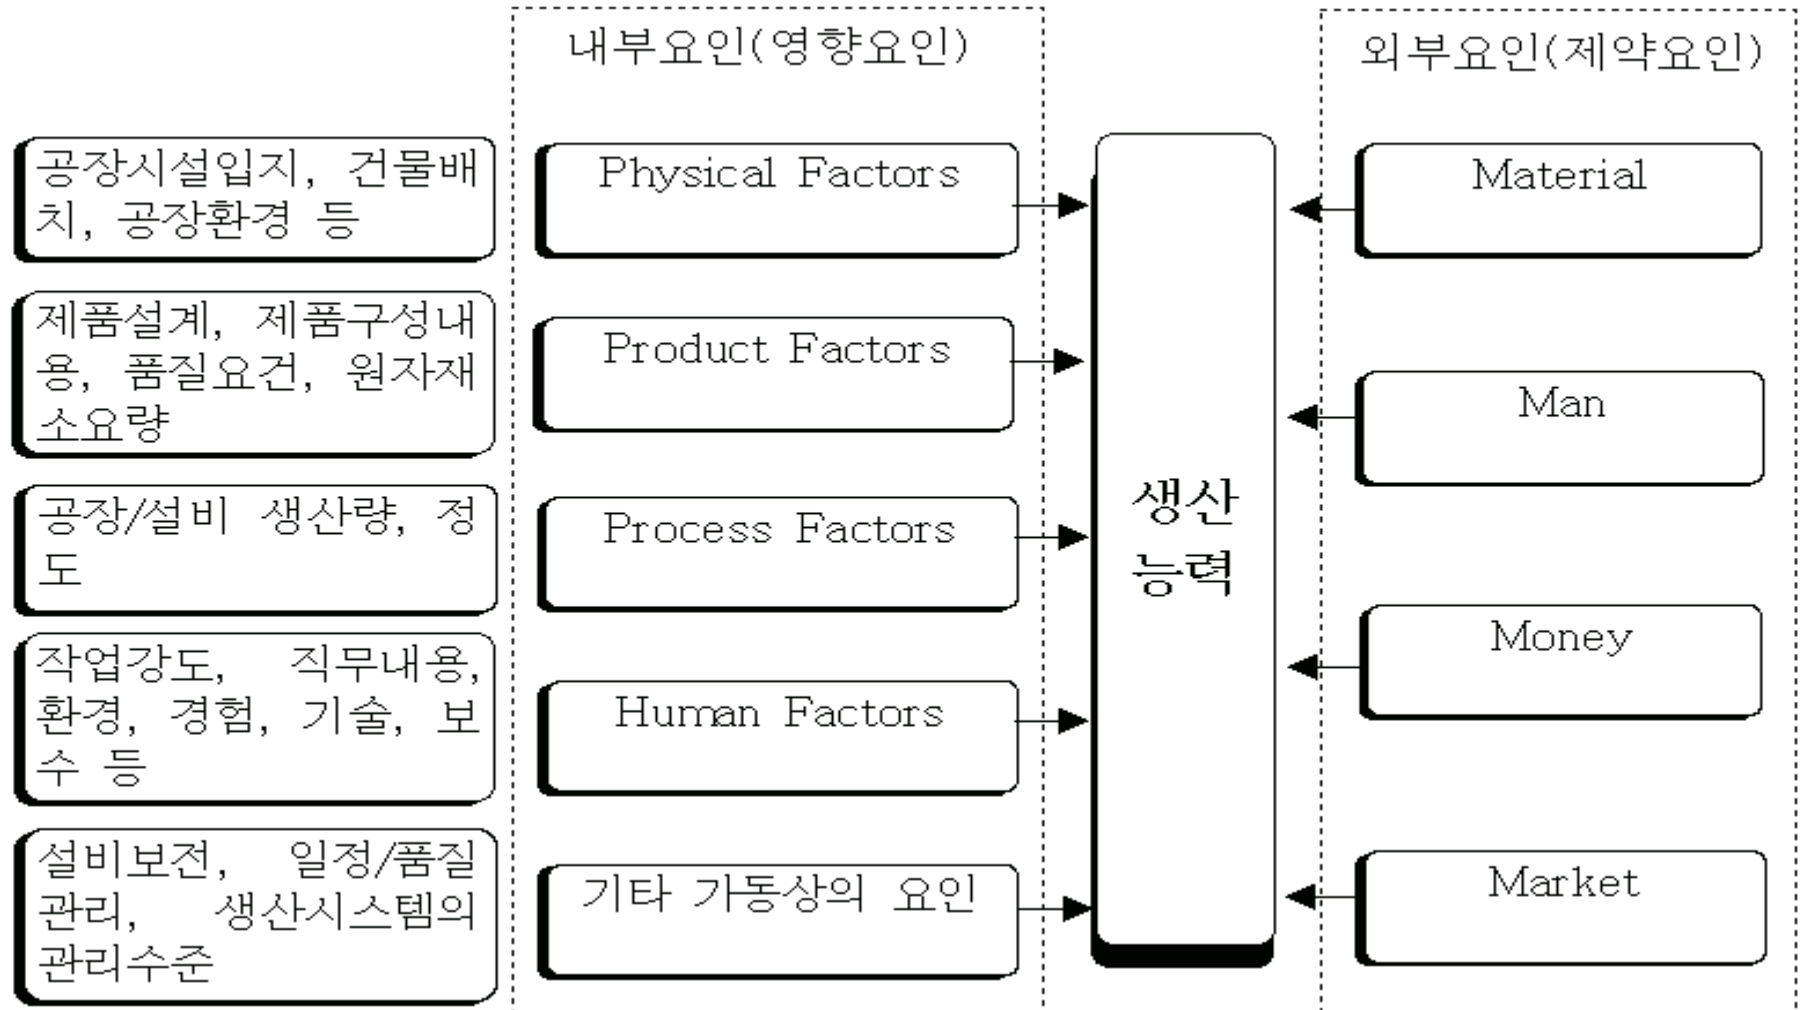 내부요인(영향요인)
외부요인(제약요인)
공장시설입지, 건물배
치, 공장환경 등
Physical Factors
Material
제품설계, 제품구성내
용, 품질요건, 원자재
소요량
Product Factors
Man
공장/설비 생산량, 정
도
Process Factors
생산
능력
Money
작업강도, 직무내용,
환경, 경험, 기술, 보
수 등
Human Factors
설비보전, 일정/품질
관리, 생산시스템의
관리수준
기타 가동상의 요인
Market